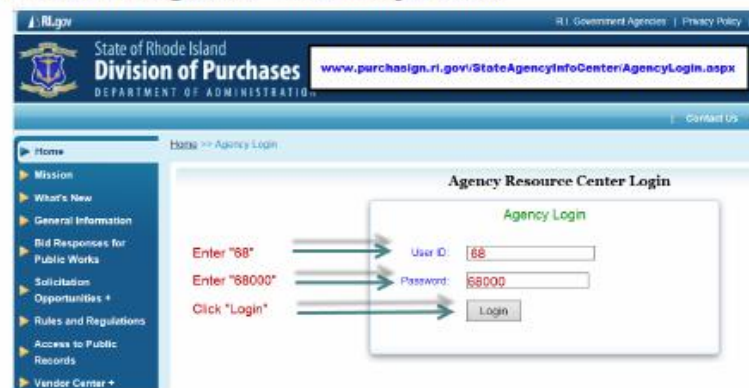 RI.gov
R.I. Government Agencies | Privacy Policy
State of Rhode Island
Division of Purchases
DEPARTMENT OF ADMINISTRATION
www.purchasign.ri.gov\StateAgencyInfoCenter/AgencyLogin.aspx
| Contact Us
Home
Home >> Agency Login
Mission
What's New
General Information
Bid Responses for
Public Works
Solicitation
Opportunities +
Rules and Regulations
Access to Public
Records
Vendor Center +
Agency Resource Center Login
Agency Login
Enter "68"
User ID:
68
Enter "68000"
Password:
68000
Click "Login"
Login